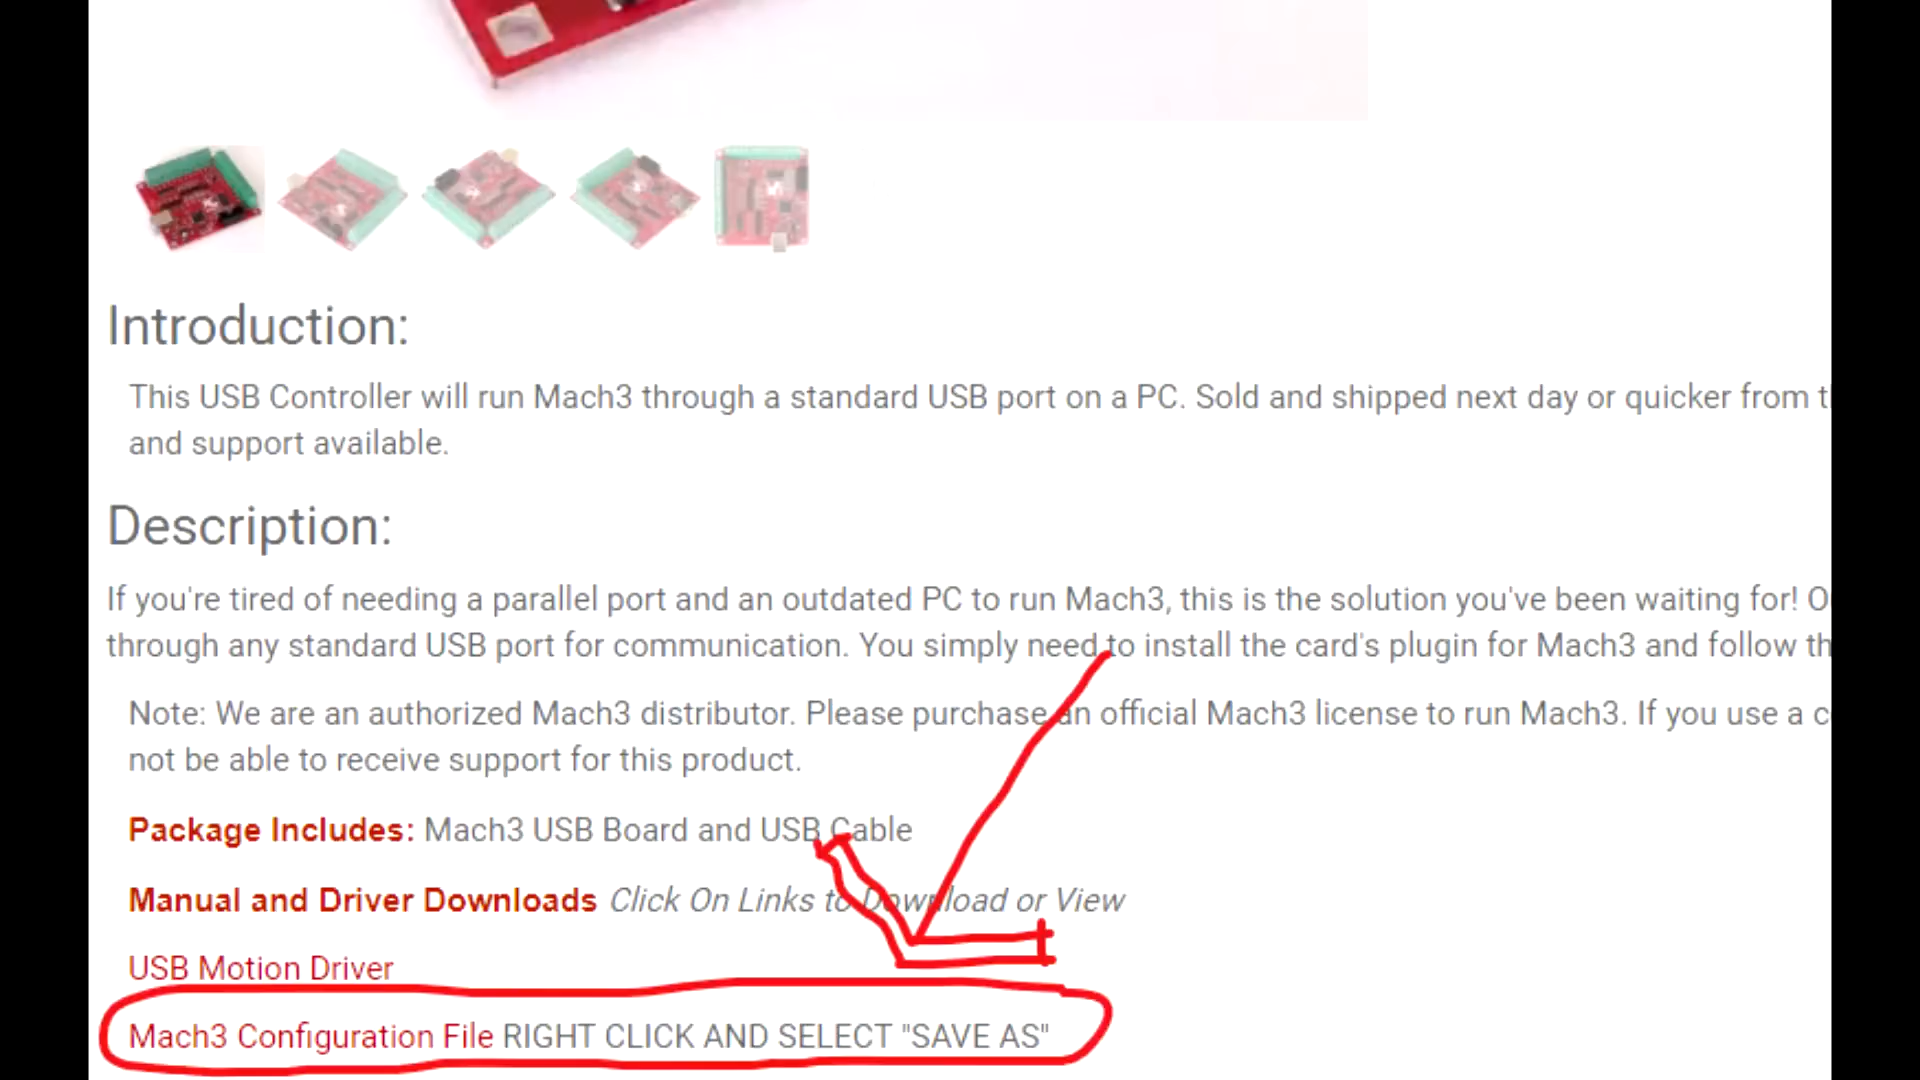 Introduction:
This USB Controller will run Mach3 through a standard USB port on a PC. Sold and shipped next day or quicker from
and support available.
Description:
If you're tired of needing a parallel port and an outdated PC to run Mach3, this is the solution you've been waiting for!
through any standard USB port for communication. You simply need to install the card's plugin for Mach3 and follow
Note: We are an authorized Mach3 distributor. Please purchase an official Mach3 license to run Mach3. If you use a
not be able to receive support for this product.
Package Includes: Mach3 USB Board and USB Cable
Manual and Driver Downloads Click On Links to Download or View
USB Motion Driver
Mach3 Configuration File RIGHT CLICK AND SELECT "SAVE AS"